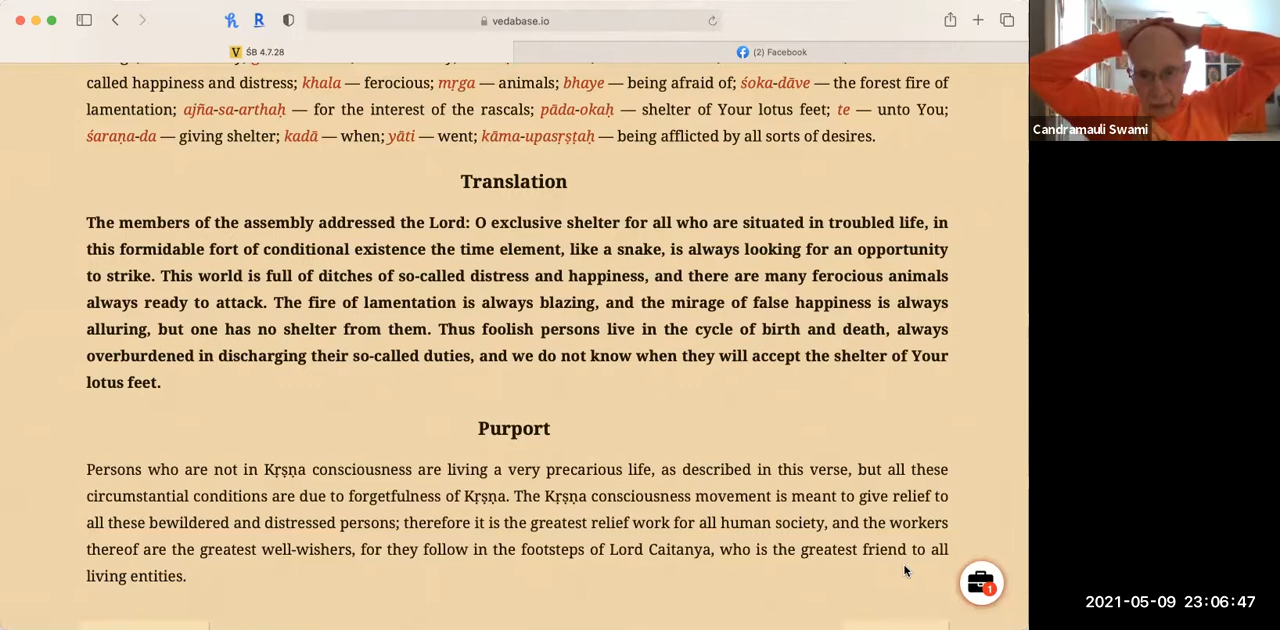 vedabase.io
V ŚB 4.7.28
(2) Facebook
called happiness and distress; khala — ferocious; mṛga — animals; bhaye — being afraid of; śoka-dāve — the forest fire of
lamentation; ajña-sa-arthaḥ — for the interest of the rascals; pāda-okaḥ — shelter of Your lotus feet; te — unto You;
śaraṇa-da — giving shelter; kadā — when; yāti — went; kāma-upasṛṣṭaḥ — being afflicted by all sorts of desires.
Translation
The members of the assembly addressed the Lord: O exclusive shelter for all who are situated in troubled life, in
this formidable fort of conditional existence the time element, like a snake, is always looking for an opportunity
to strike. This world is full of ditches of so-called distress and happiness, and there are many ferocious animals
always ready to attack. The fire of lamentation is always blazing, and the mirage of false happiness is always
alluring, but one has no shelter from them. Thus foolish persons live in the cycle of birth and death, always
overburdened in discharging their so-called duties, and we do not know when they will accept the shelter of Your
lotus feet.
Purport
Persons who are not in Kṛṣṇa consciousness are living a very precarious life, as described in this verse, but all these
circumstantial conditions are due to forgetfulness of Kṛṣṇa. The Kṛṣṇa consciousness movement is meant to give relief to
all these bewildered and distressed persons; therefore it is the greatest relief work for all human society, and the workers
thereof are the greatest well-wishers, for they follow in the footsteps of Lord Caitanya, who is the greatest friend to all
living entities.
1
Candramauli Swami
2021-05-09 23:06:47